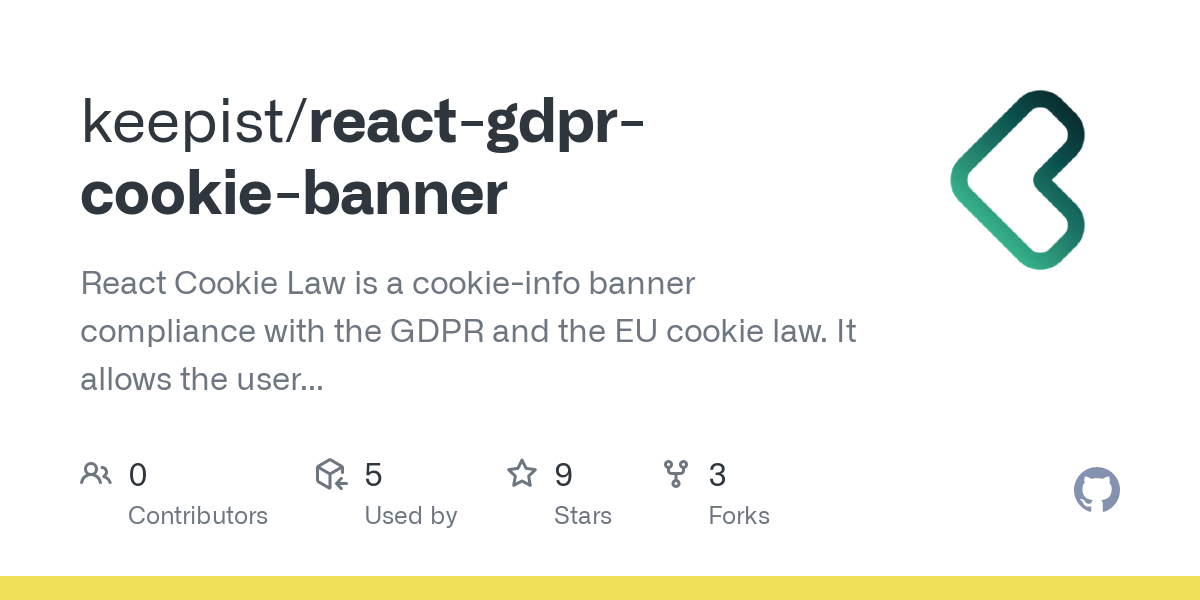 keepist/react-gdpr-
cookie-banner
React Cookie Law is a cookie-info banner
compliance with the GDPR and the EU cookie law. It
allows the user...
0 5 9 3
Contributors Used by Stars Forks